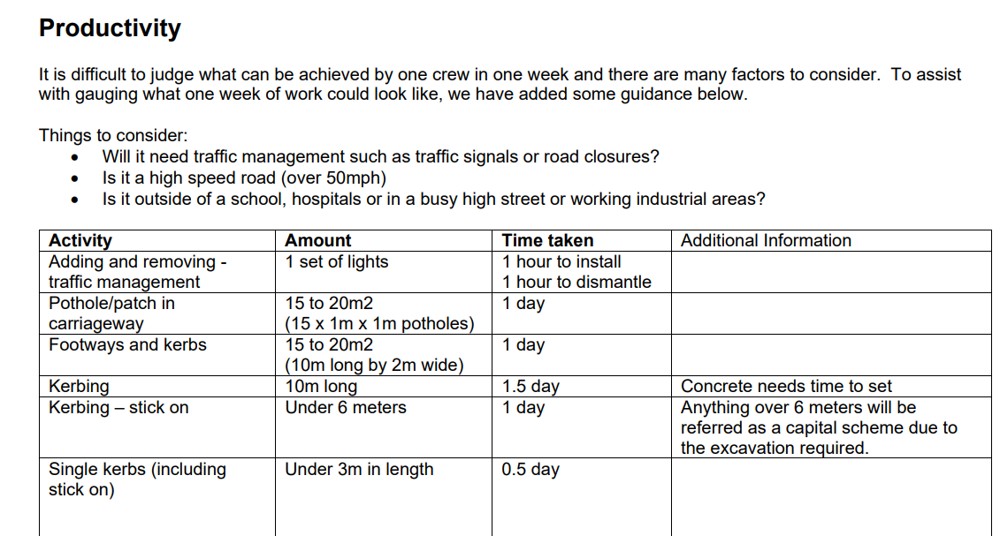 Productivity
It is difficult to judge what can be achieved by one crew in one week and there are many factors to consider.  To assist
with gauging what one week of work could look like, we have added some guidance below.
Things to consider:
• Will it need traffic management such as traffic signals or road closures?
• Is it a high speed road (over 50mph)
• Is it outside of a school, hospitals or in a busy high street or working industrial areas?
Activity Amount Time taken Additional Information
Adding and removing - 1 set of lights 1 hour to install
traffic management 1 hour to dismantle
Pothole/patch in 15 to 20m2 1 day
carriageway (15 x 1m x 1m potholes)
Footways and kerbs 15 to 20m2 1 day
(10m long by 2m wide)
Kerbing 10m long 1.5 day Concrete needs time to set
Kerbing – stick on Under 6 meters 1 day Anything over 6 meters will be
referred as a capital scheme due to
the excavation required.
Single kerbs (including Under 3m in length 0.5 day
stick on)